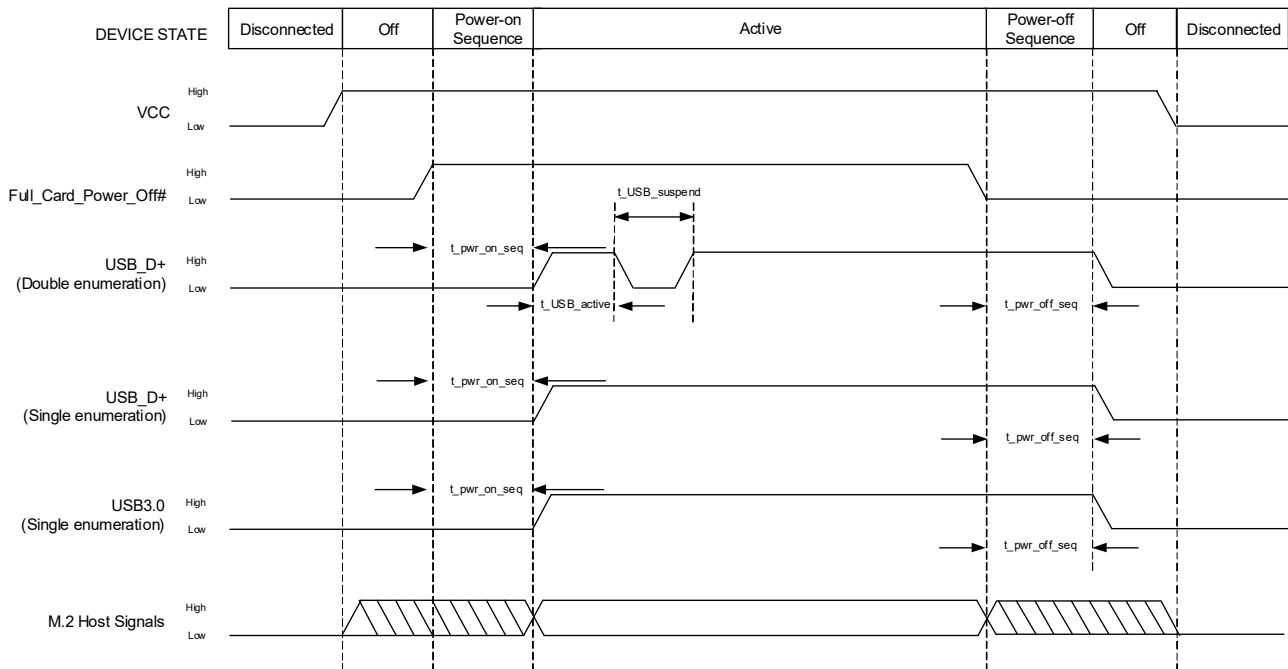 DEVICE STATE
Disconnected
Off
Power-on
Sequence
Active
Power-off
Sequence
Off
Disconnected
VCC
High
Low
Full_Card_Power_Off#
High
Low
t_USB_suspend
USB_D+
(Double enumeration)
High
Low
t_pwr_on_seq
t_USB_active
t_pwr_off_seq
USB_D+
(Single enumeration)
High
Low
t_pwr_on_seq
t_pwr_off_seq
USB3.0
(Single enumeration)
High
Low
t_pwr_on_seq
t_pwr_off_seq
M.2 Host Signals
High
Low